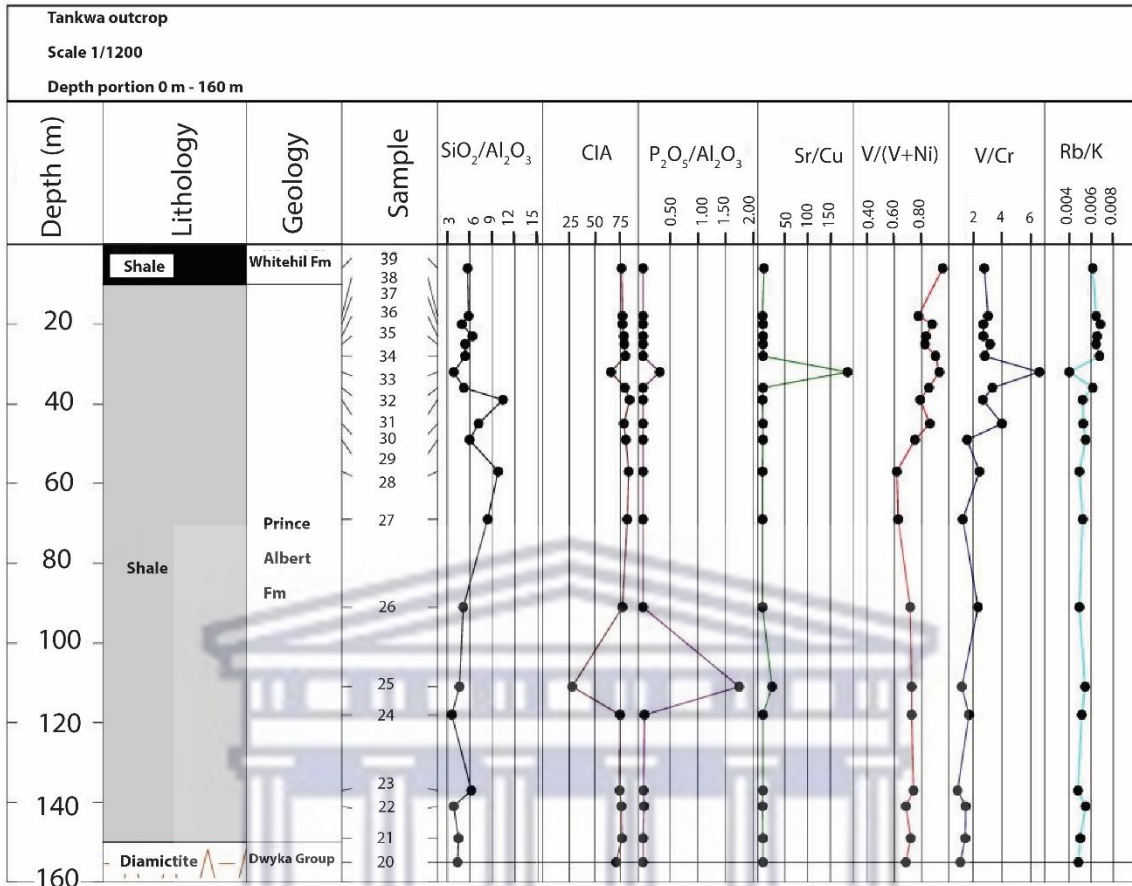 Tankwa outcrop
Scale 1/1200
Depth portion 0 m - 160 m
Depth (m)
Lithology
Geology
Sample
SiO₂/Al₂O₃
CIA
P₂O₅/Al₂O₃
Sr/Cu
V/(V+Ni)
V/Cr
Rb/K
3 6 9 12 15
25 50 75
0.50 1.00 1.50 2.00
50 100 150
0.40 0.60 0.80
2 4 6
0.004 0.006 0.008
Shale
Whitehil Fm
39
38
37
36
20
35
34
33
40
32
31
30
29
60
28
Prince
27
Albert
80
Shale
Fm
26
100
25
120
24
23
140
22
21
Diamictite
Dwyka Group
20
160